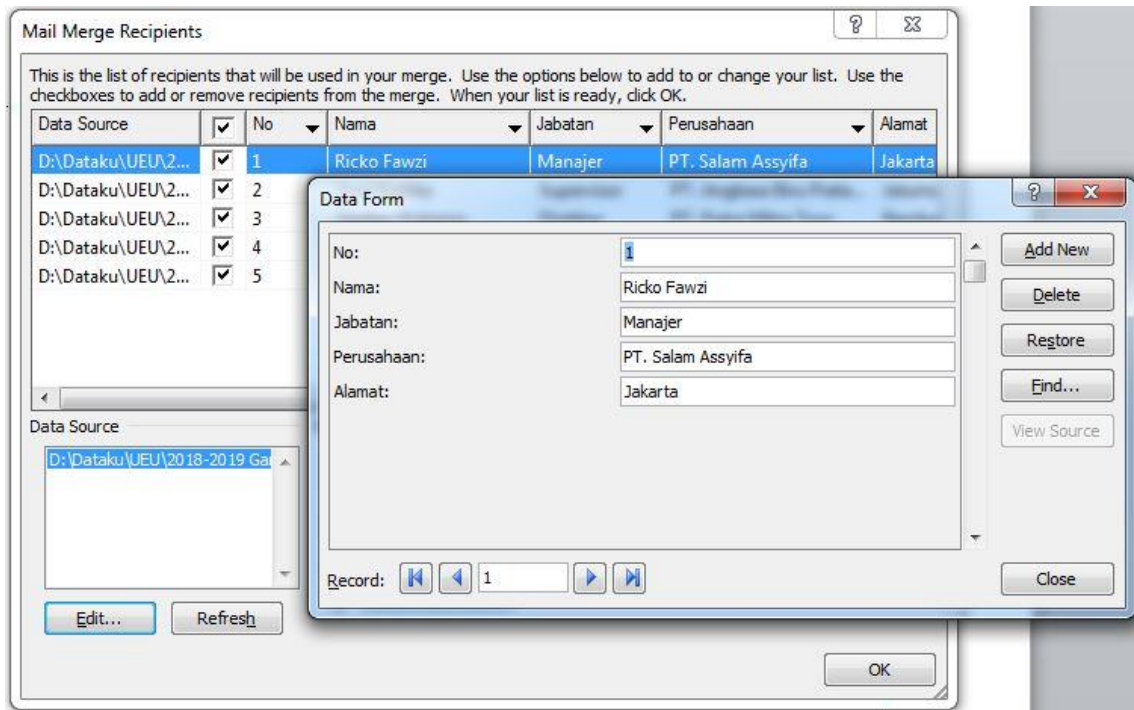 Mail Merge Recipients
This is the list of recipients that will be used in your merge. Use the options below to add to or change your list. Use the
checkboxes to add or remove recipients from the merge. When your list is ready, click OK.
Data Source No Nama Jabatan Perusahaan Alamat
D:\Dataku\UEU\2... 1 Ricko Fawzi Manajer PT. Salam Assyifa Jakarta
D:\Dataku\UEU\2... 2
D:\Dataku\UEU\2... 3
D:\Dataku\UEU\2... 4
D:\Dataku\UEU\2... 5
Data Source
D:\Dataku\UEU\2018-2019 Ga
Edit... Refresh
OK
Data Form
No: 1
Nama: Ricko Fawzi
Jabatan: Manajer
Perusahaan: PT. Salam Assyifa
Alamat: Jakarta
Add New
Delete
Restore
Find...
View Source
Record: 1
Close